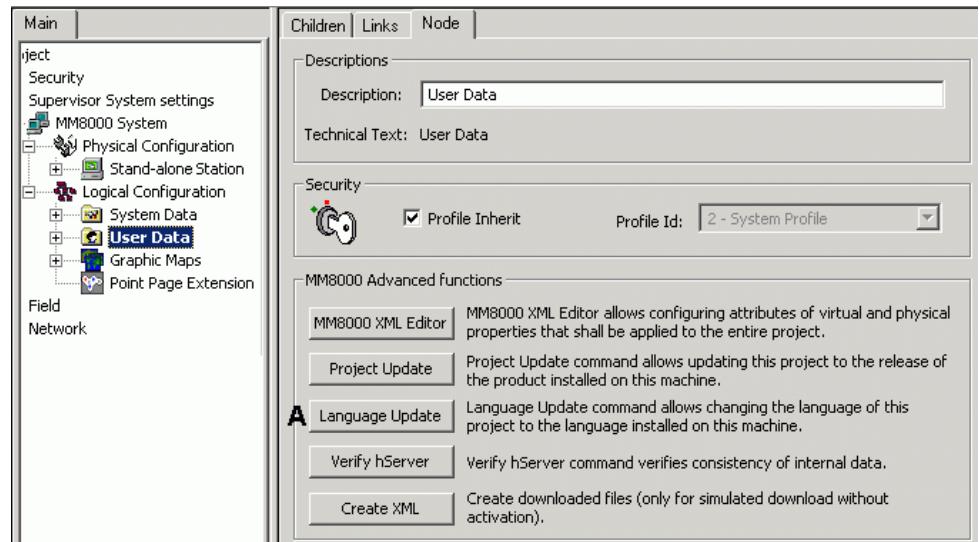 Main
ject
Security
Supervisor System settings
MM8000 System
Physical Configuration
Stand-alone Station
Logical Configuration
System Data
User Data
Graphic Maps
Point Page Extension
Field
Network
Children Links Node
Descriptions
Description: User Data
Technical Text: User Data
Security
Profile Inherit Profile Id: 2 - System Profile
MM8000 Advanced functions
MM8000 XML Editor
MM8000 XML Editor allows configuring attributes of virtual and physical
properties that shall be applied to the entire project.
Project Update
Project Update command allows updating this project to the release of
the product installed on this machine.
A Language Update
Language Update command allows changing the language of this
project to the language installed on this machine.
Verify hServer
Verify hServer command verifies consistency of internal data.
Create XML
Create downloaded files (only for simulated download without
activation).